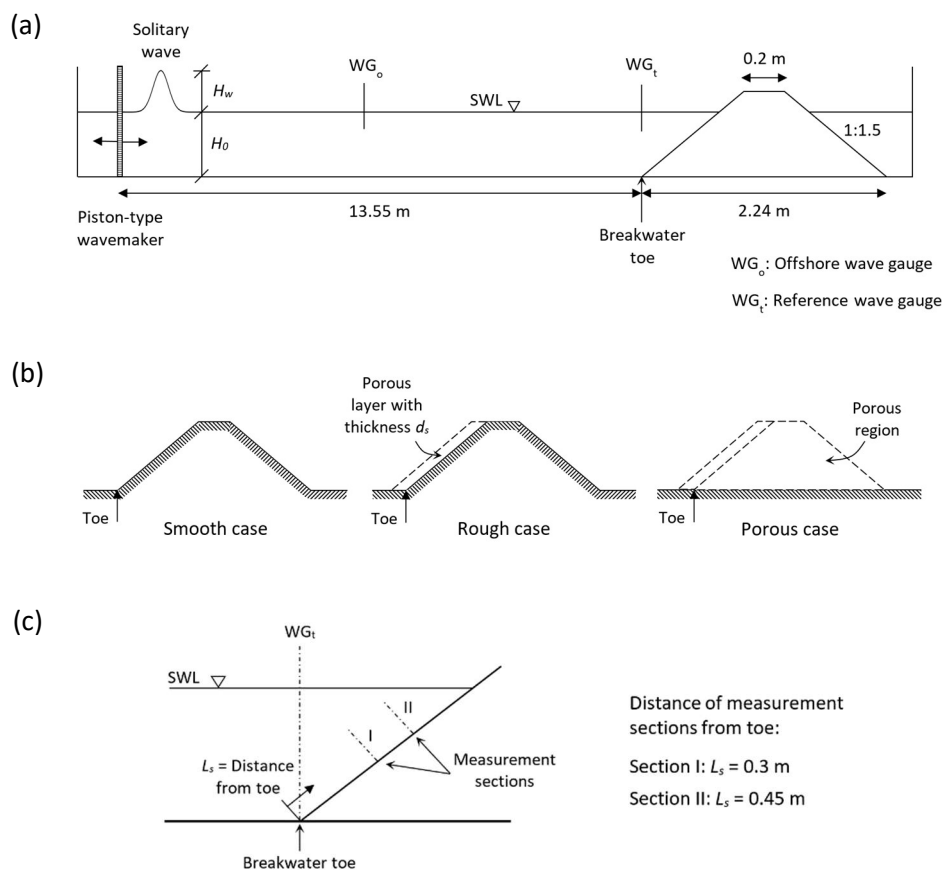 (a)
Solitary
wave
WGₒ
WGₜ
0.2 m
H_w
SWL
1:1.5
H₀
13.55 m
2.24 m
Piston-type
wavemaker
Breakwater
toe
WGₒ: Offshore wave gauge
WGₜ: Reference wave gauge
(b)
Porous
layer with
thickness dₛ
Porous
region
Toe
Smooth case
Toe
Rough case
Toe
Porous case
(c)
WGₜ
SWL
II
I
Lₛ = Distance
from toe
Measurement
sections
Breakwater toe
Distance of measurement
sections from toe:
Section I: Lₛ = 0.3 m
Section II: Lₛ = 0.45 m